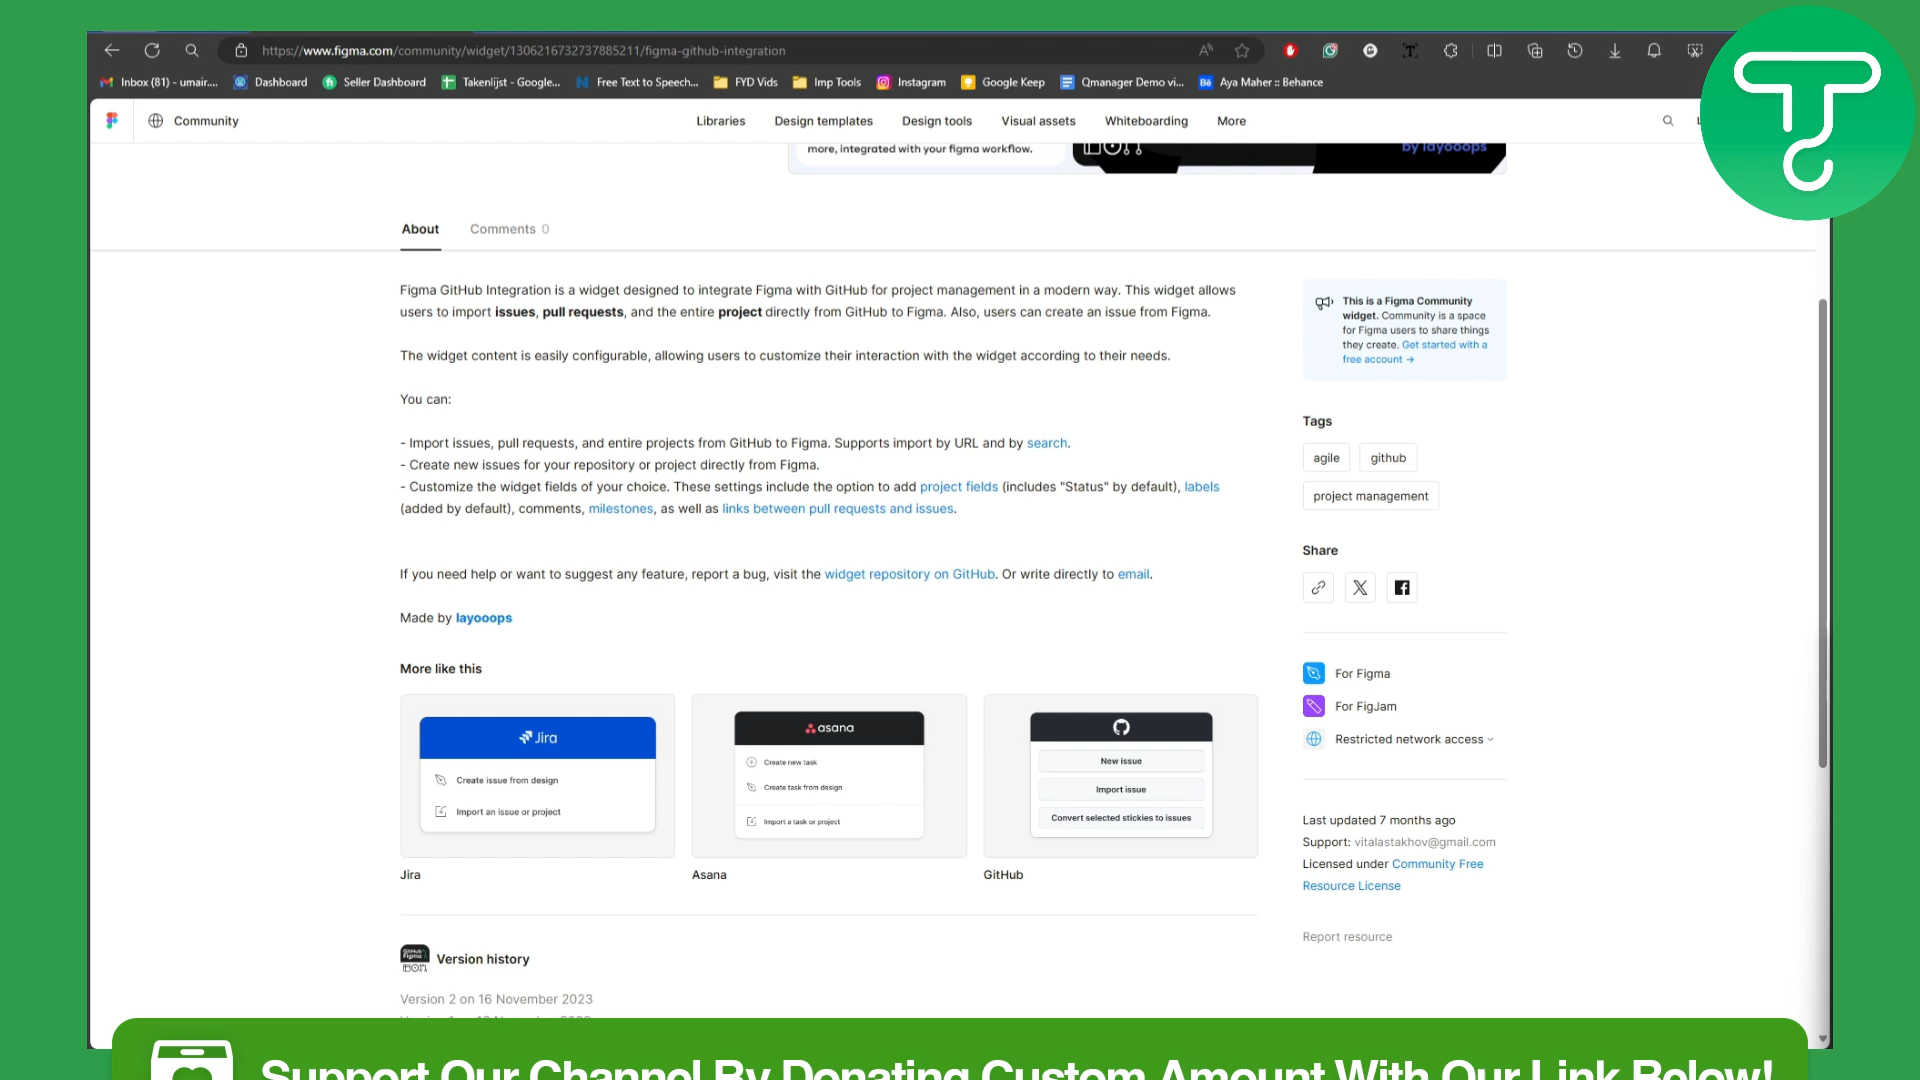 https://www.figma.com/community/widget/1306216732737885211/figma-github-integration
Inbox (81) - umair.... Dashboard Seller Dashboard Takenlijst - Google... Free Text to Speech... FYD Vids Imp Tools Instagram Google Keep Qmanager Demo vi... Aya Maher :: Behance
Community Libraries Design templates Design tools Visual assets Whiteboarding More
more, integrated with your figma workflow.
by layooops
About Comments 0
Figma GitHub Integration is a widget designed to integrate Figma with GitHub for project management in a modern way. This widget allows
users to import issues, pull requests, and the entire project directly from GitHub to Figma. Also, users can create an issue from Figma.
The widget content is easily configurable, allowing users to customize their interaction with the widget according to their needs.
You can:
- Import issues, pull requests, and entire projects from GitHub to Figma. Supports import by URL and by search.
- Create new issues for your repository or project directly from Figma.
- Customize the widget fields of your choice. These settings include the option to add project fields (includes "Status" by default), labels
(added by default), comments, milestones, as well as links between pull requests and issues.
If you need help or want to suggest any feature, report a bug, visit the widget repository on GitHub. Or write directly to email.
Made by layooops
More like this
Jira
Create issue from design
Import an issue or project
Jira
asana
Create new task
Create task from design
Import a task or project
Asana
New issue
Import issue
Convert selected stickies to issues
GitHub
GitHub
Figma
Version history
Version 2 on 16 November 2023
This is a Figma Community
widget. Community is a space
for Figma users to share things
they create. Get started with a
free account →
Tags
agile github
project management
Share
For Figma
For FigJam
Restricted network access
Last updated 7 months ago
Support: vitalastakhov@gmail.com
Licensed under Community Free
Resource License
Report resource
Support Our Channel By Donating Custom Amount With Our Link Below!